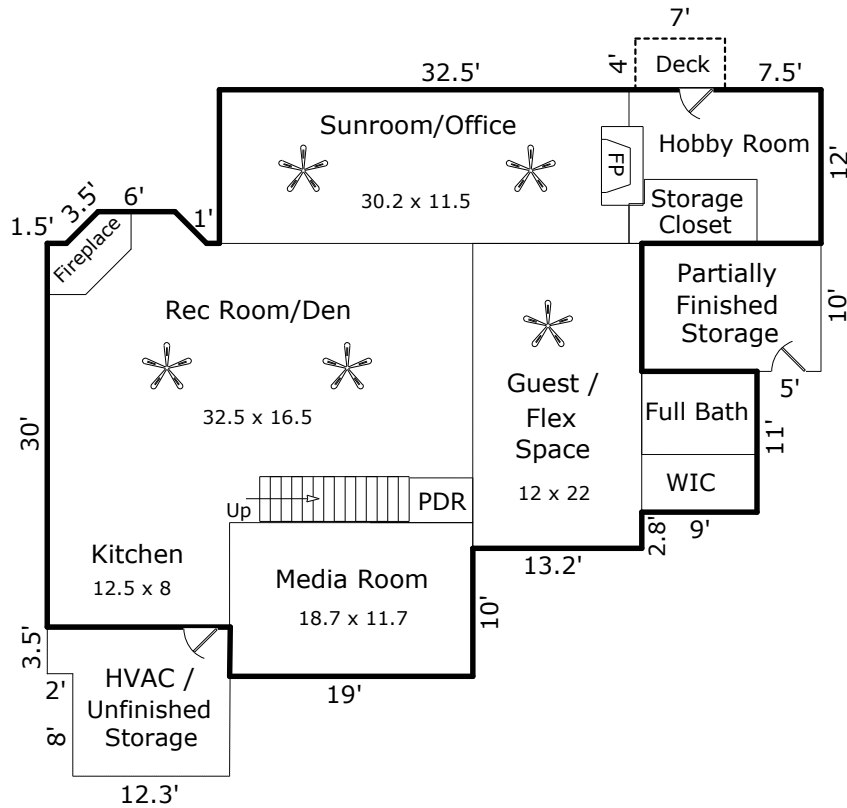 7'
4'
Deck
32.5'
7.5'
Sunroom/Office
30.2 x 11.5
FP
Hobby Room
12'
Storage
Closet
1.5'
3.5'
6'
1'
Fireplace
Rec Room/Den
32.5 x 16.5
30'
Partially
Finished
Storage
10'
5'
Guest /
Flex
Space
12 x 22
Full Bath
11'
WIC
9'
2.8'
13.2'
Up
PDR
Kitchen
12.5 x 8
Media Room
18.7 x 11.7
10'
19'
3.5'
2'
HVAC /
Unfinished
Storage
8'
12.3'